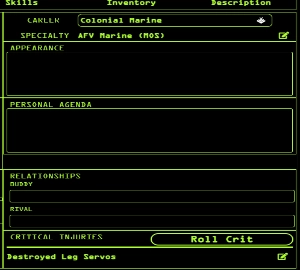 Skills Inventory Description
CAREER Colonial Marine
SPECIALTY AFV Marine (MOS)
APPEARANCE
PERSONAL AGENDA
RELATIONSHIPS
BUDDY
RIVAL
CRITICAL INJURIES Roll Crit
Destroyed Leg Servos